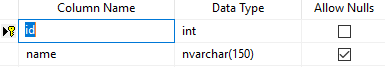 Column Name Data Type Allow Nulls
id int
name nvarchar(150)